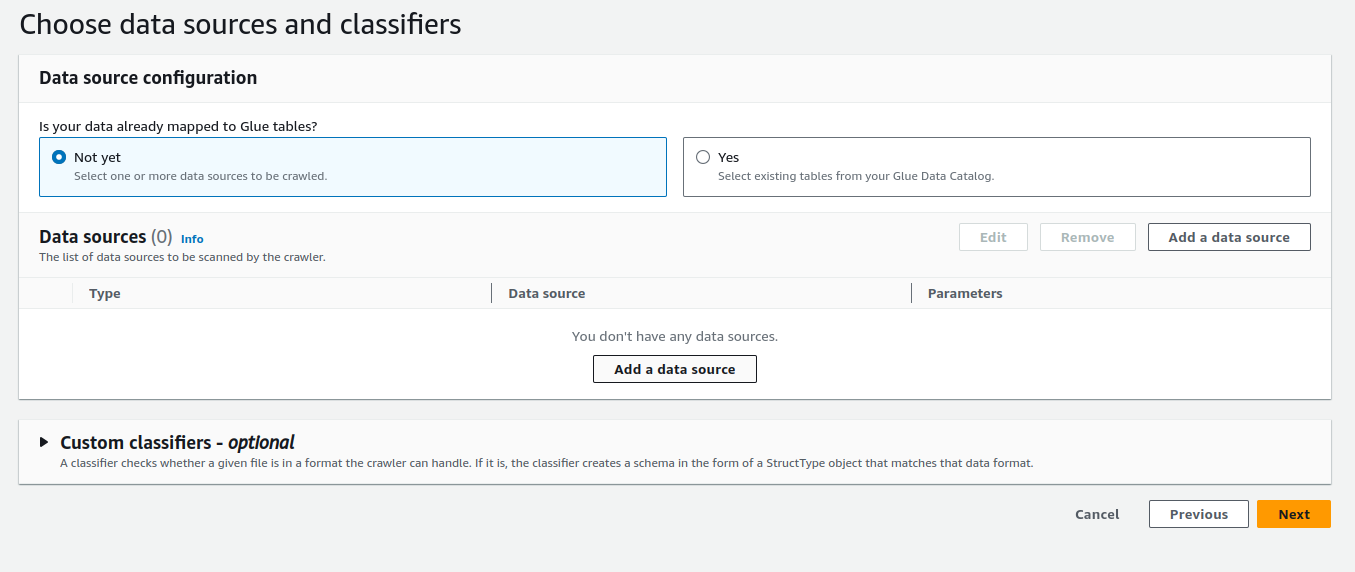 Choose data sources and classifiers
Data source configuration
Is your data already mapped to Glue tables?
Not yet
Select one or more data sources to be crawled.
Yes
Select existing tables from your Glue Data Catalog.
Data sources (0) Info
The list of data sources to be scanned by the crawler.
Edit
Remove
Add a data source
Type
Data source
Parameters
You don't have any data sources.
Add a data source
Custom classifiers - optional
A classifier checks whether a given file is in a format the crawler can handle. If it is, the classifier creates a schema in the form of a StructType object that matches that data format.
Cancel
Previous
Next